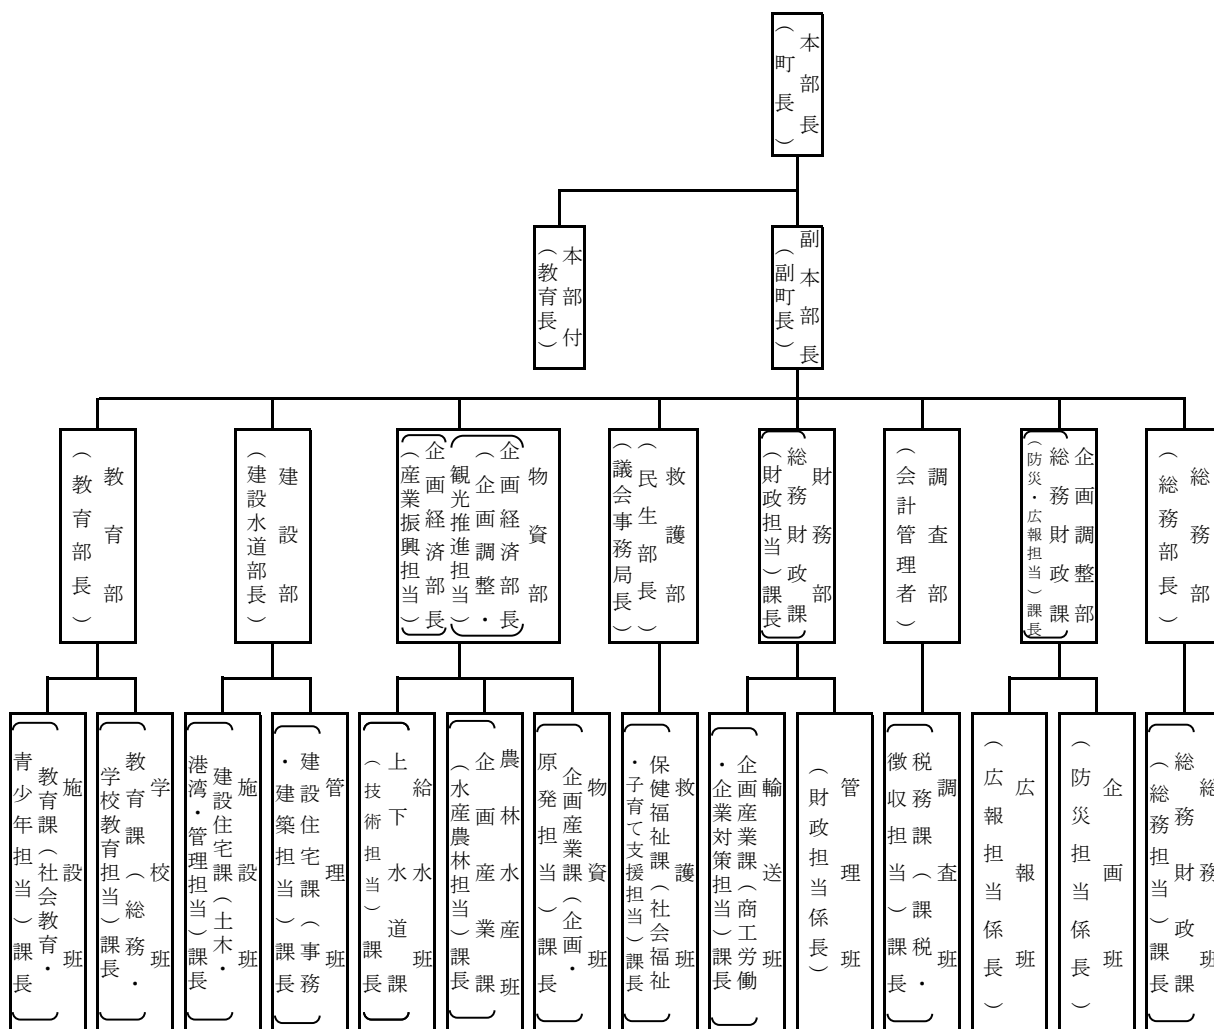 本部長
（町長）
副本部長
（副町長）
本部付
（教育長）
総務部
（総務部長）
企画調整部
総務財政課
（防災・広報担当）課長
調査部
（会計管理者）
財務部
総務財政課
（財政担当）課長
救護部
（民生部長）
（議会事務局長）
物資部
企画経済部長
（企画調整・
観光推進担当）
企画経済部長
（産業振興担当）
建設部
（建設水道部長）
教育部
（教育部長）
総務班
総務財政課
（総務担当）課長
企画班
（防災担当係長）
広報班
（広報担当係長）
調査班
税務課（課税・
徴収担当）課長
管理班
（財政担当係長）
輸送班
企画産業課（商工労働
・企業対策担当）課長
救護班
保健福祉課（社会福祉
・子育て支援担当）課長
物資班
企画産業課（企画・
原発担当）課長
農林水産班
企画産業課
（水産農林担当）課長
給水班
上下水道課
（技術担当）課長
管理班
建設住宅課（事務
・建築担当）課長
施設班
建設住宅課（土木・
港湾・管理担当）課長
学校班
教育課（総務・
学校教育担当）課長
施設班
教育課（社会教育・
青少年担当）課長